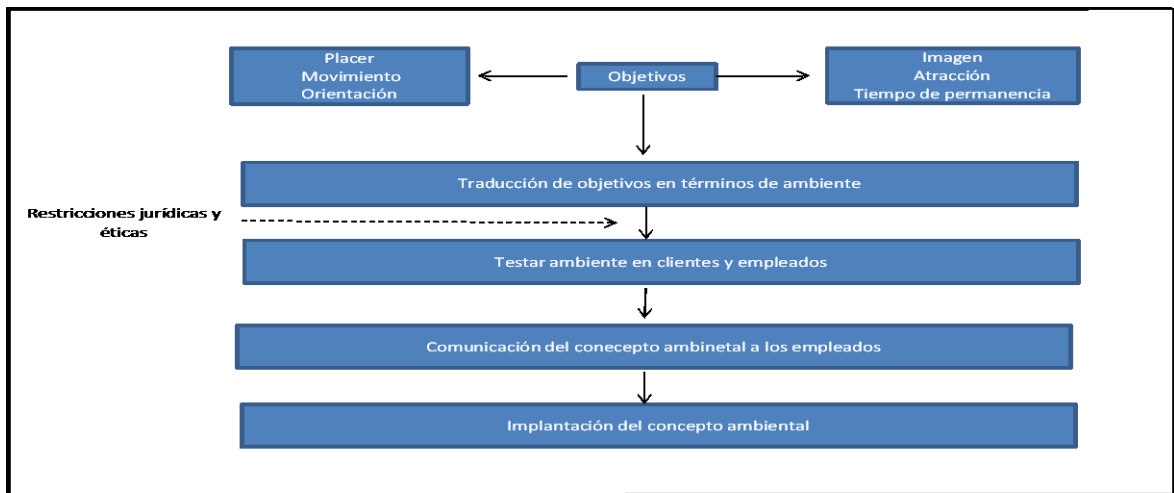 Placer
Movimiento
Orientación
Objetivos
Imagen
Atracción
Tiempo de permanencia
Traducción de objetivos en términos de ambiente
Restricciones jurídicas y
éticas
Testar ambiente en clientes y empleados
Comunicación del conecepto ambinetal a los empleados
Implantación del concepto ambiental